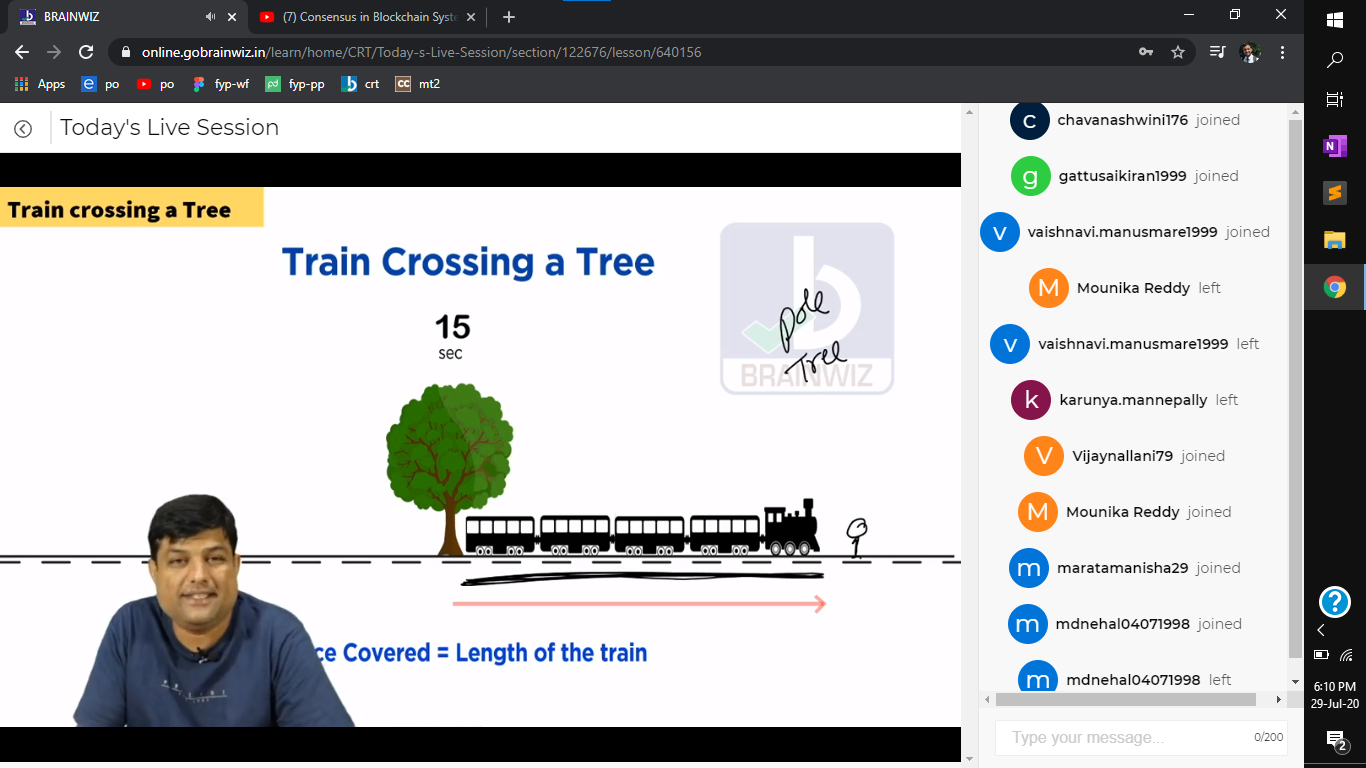 BRAINWIZ
(7) Consensus in Blockchain Syste
online.gobrainwiz.in/learn/home/CRT/Today-s-Live-Session/section/122676/lesson/640156
Apps
po
po
fyp-wf
fyp-pp
crt
mt2
Today's Live Session
Train crossing a Tree
Train Crossing a Tree
15
sec
Pole
Tree
BRAINWIZ
ce Covered = Length of the train
chavanashwini176 joined
gattusaikiran1999 joined
vaishnavi.manusmare1999 joined
Mounika Reddy left
vaishnavi.manusmare1999 left
karunya.mannepally left
Vijaynallani79 joined
Mounika Reddy joined
maratamanisha29 joined
mdnehal04071998 joined
mdnehal04071998 left
Type your message...
0/200
6:10 PM
29-Jul-20
2